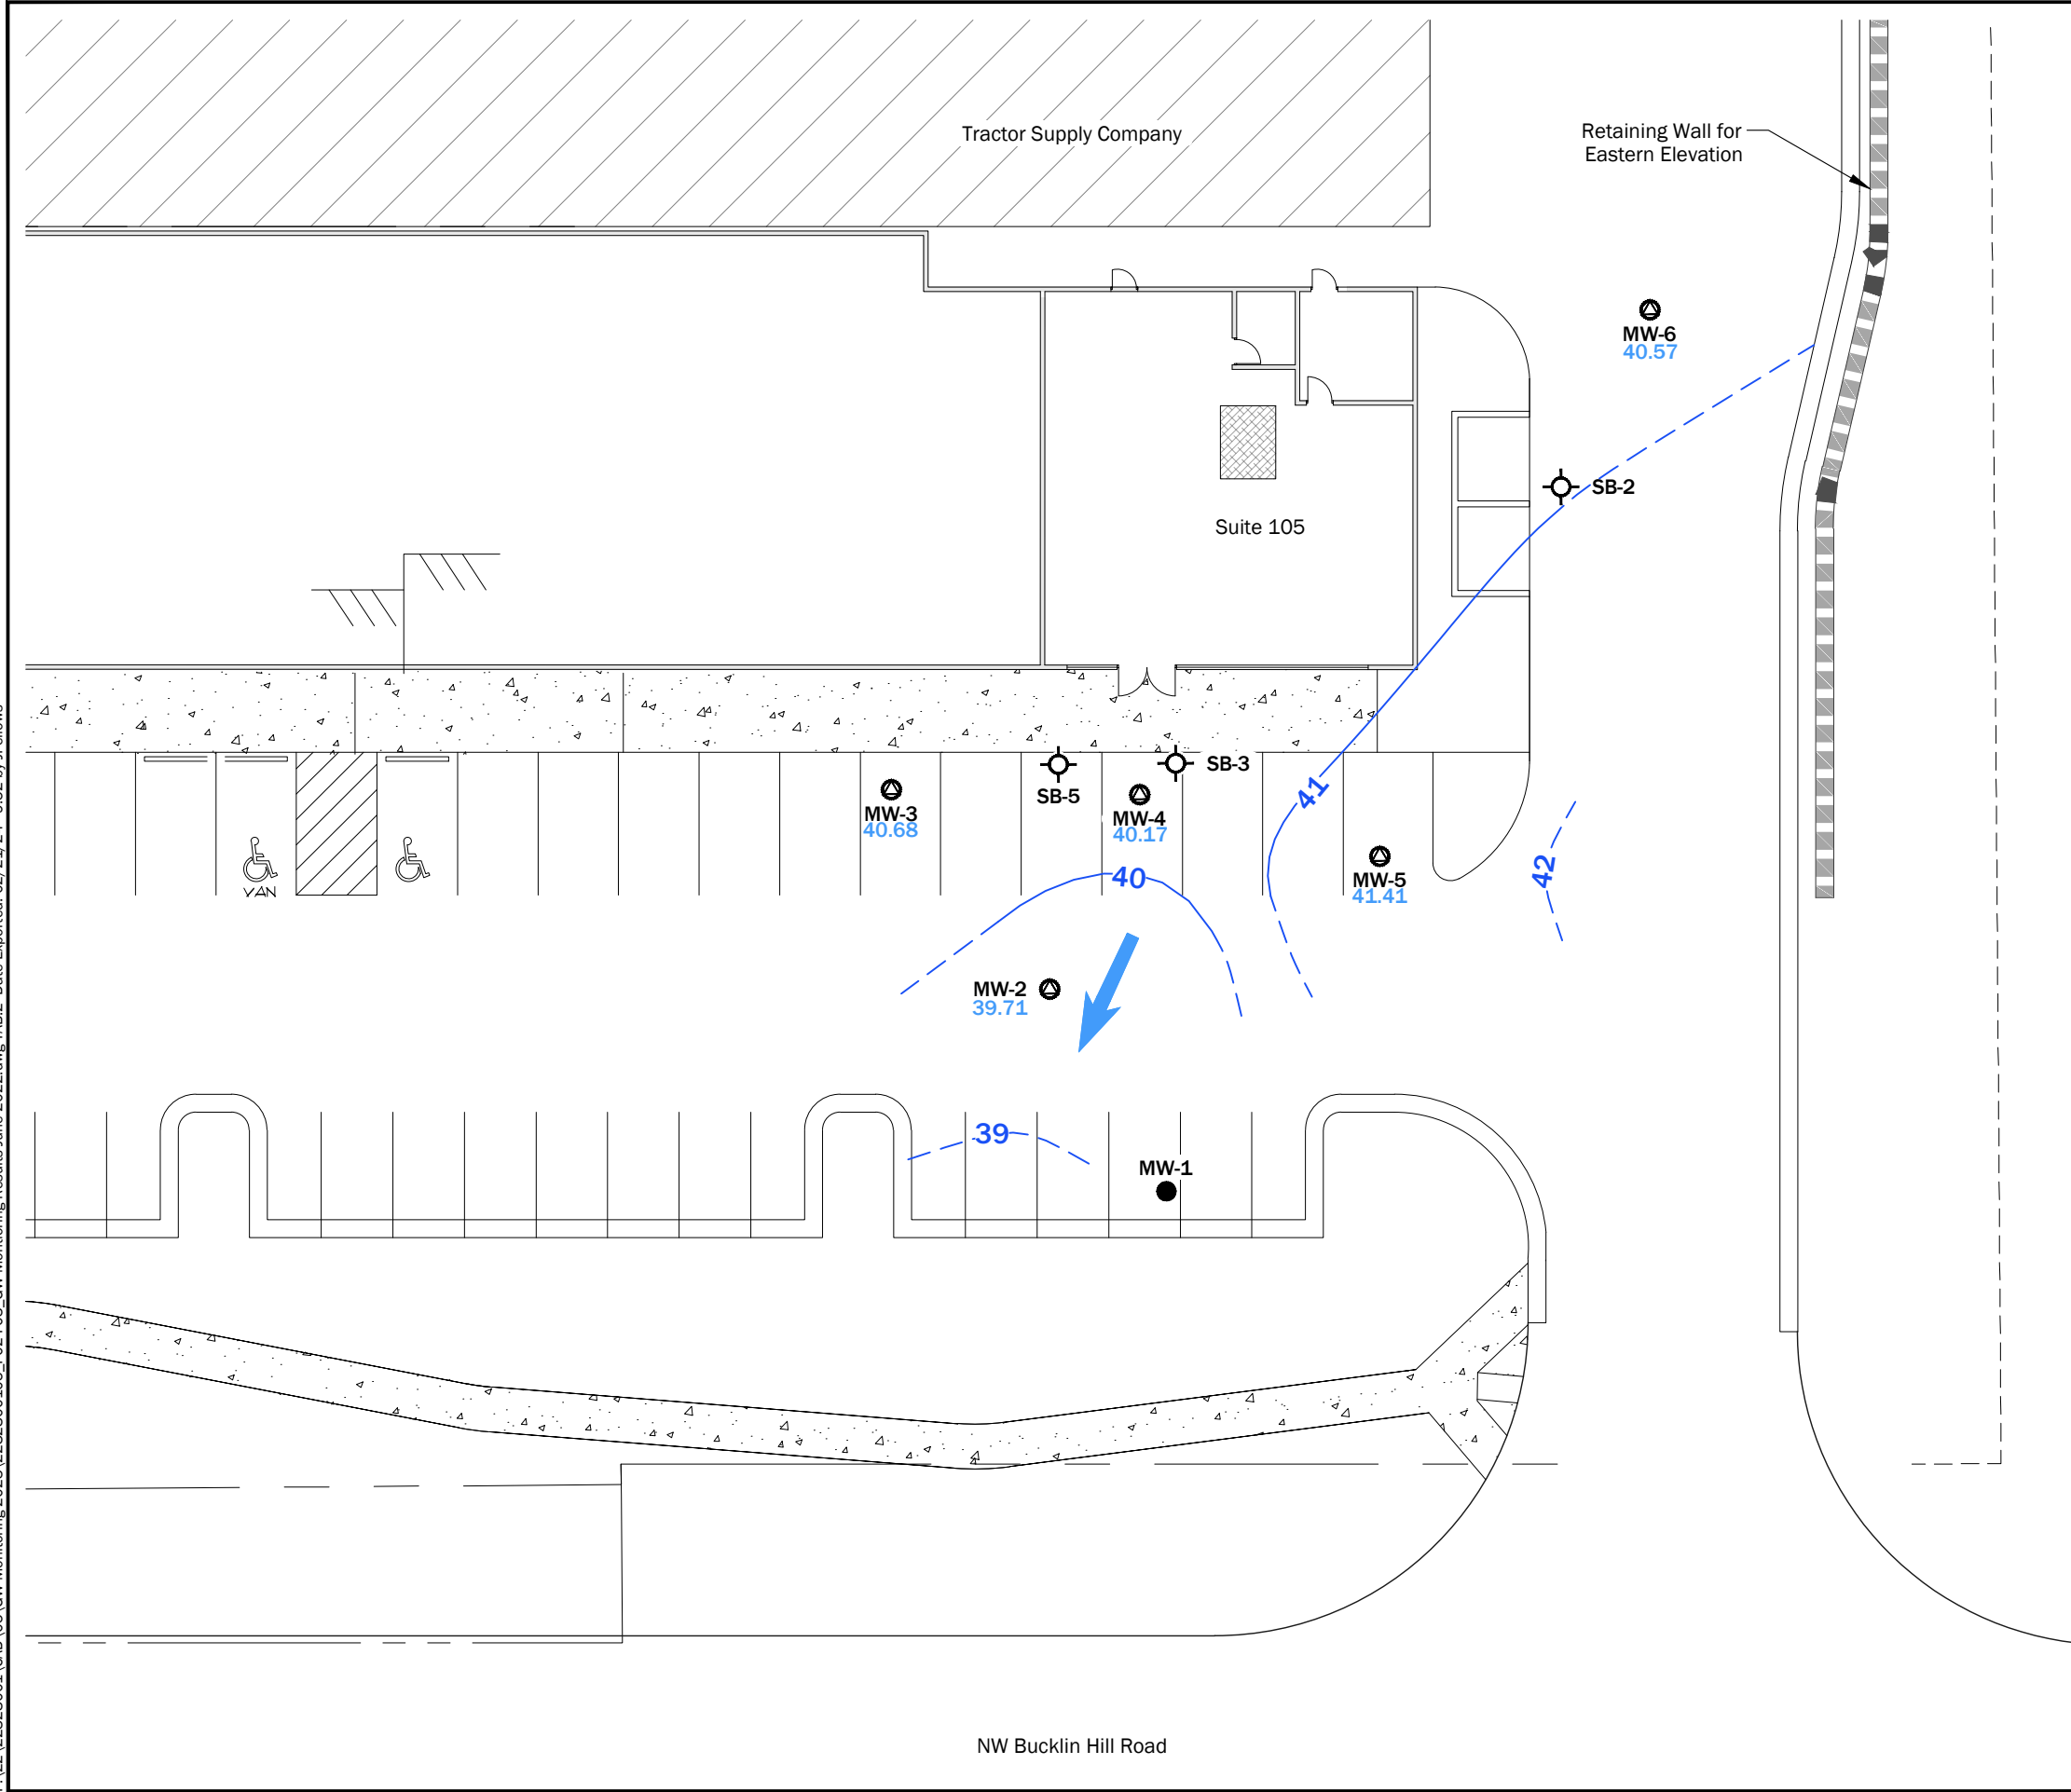 Tractor Supply Company
Retaining Wall for
Eastern Elevation
MW-6
40.57
SB-2
Suite 105
SB-3
SB-5
MW-3
40.68
MW-4
40.17
41
MW-5
41.41
42
40
VAN
MW-2
39.71
39
MW-1
NW Bucklin Hill Road